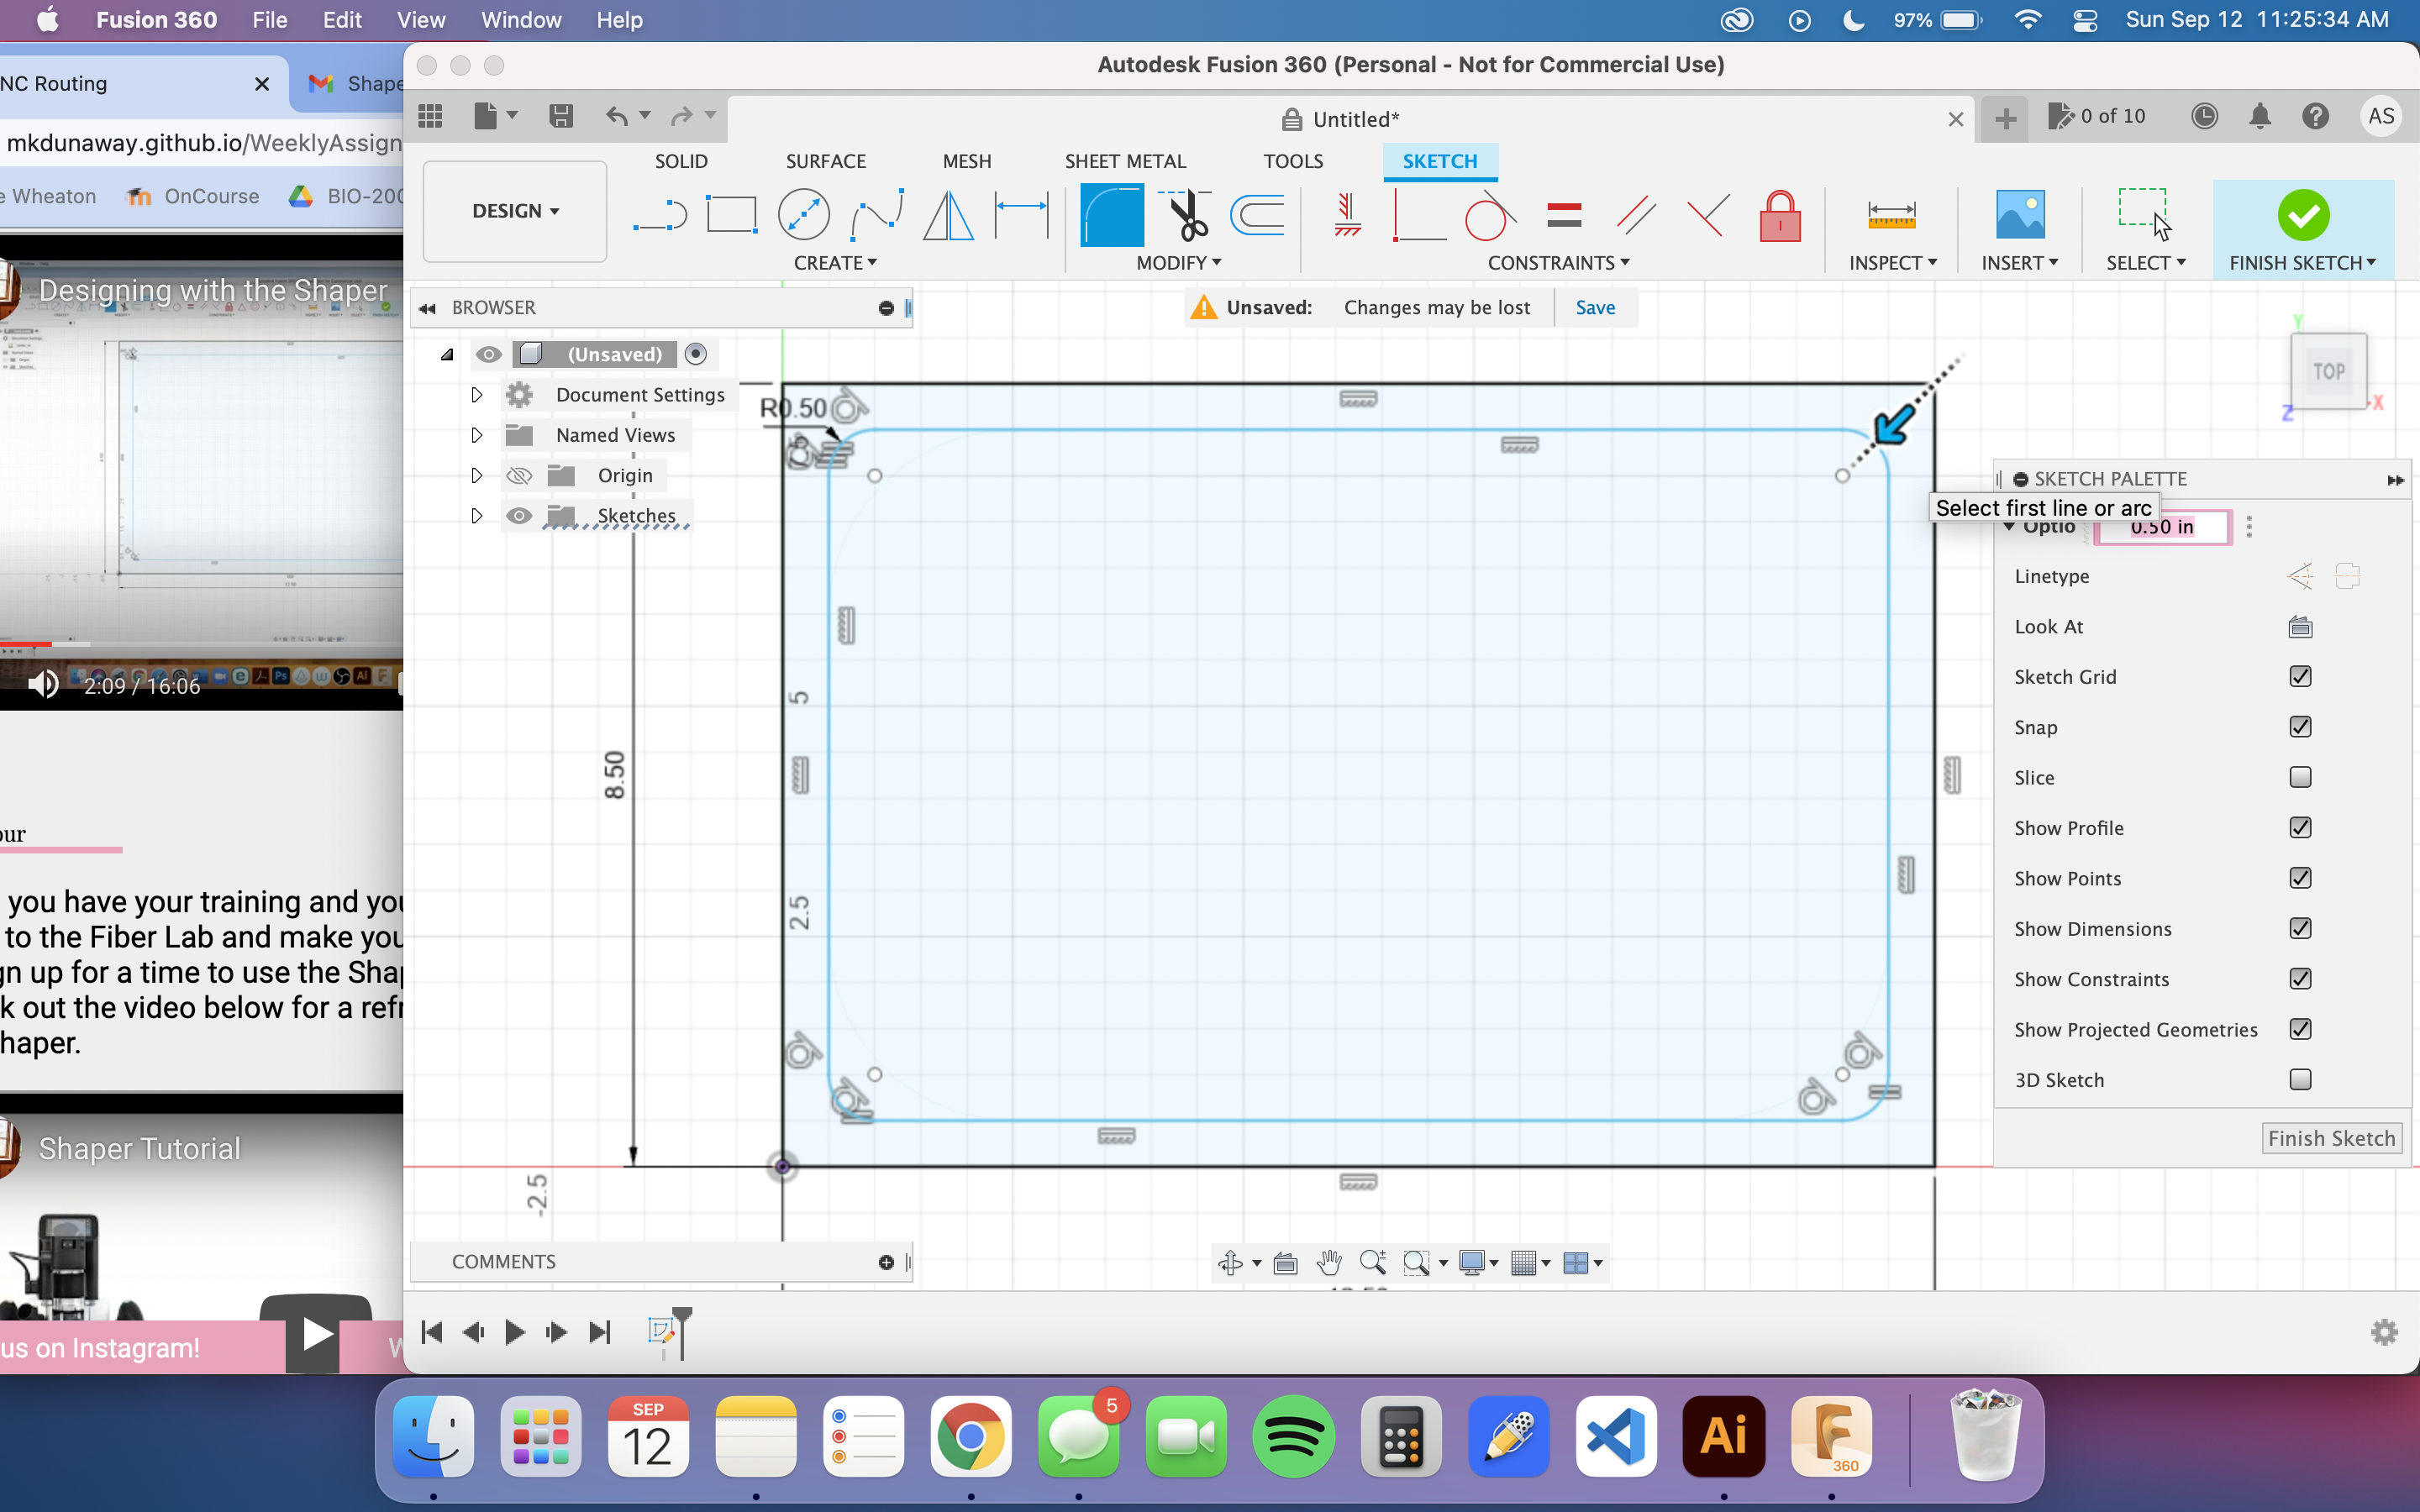 Fusion 360 File Edit View Window Help 97% Sun Sep 12 11:25:34 AM
NC Routing
Shape
mkdunaway.github.io/WeeklyAssign
e Wheaton OnCourse BIO-200
Designing with the Shaper
2:09 / 16:06
our
you have your training and you
to the Fiber Lab and make you
gn up for a time to use the Shap
k out the video below for a refr
haper.
Shaper Tutorial
us on Instagram!
W
Autodesk Fusion 360 (Personal - Not for Commercial Use)
Untitled*
0 of 10
AS
SOLID SURFACE MESH SHEET METAL TOOLS SKETCH
DESIGN
CREATE MODIFY CONSTRAINTS INSPECT INSERT SELECT FINISH SKETCH
BROWSER
Unsaved: Changes may be lost Save
(Unsaved)
Document Settings
Named Views
Origin
Sketches
R0.50
5
8.50
2.5
-2.5
TOP
Y
X
Z
SKETCH PALETTE
Select first line or arc
Optio
0.50 in
Linetype
Look At
Sketch Grid
Snap
Slice
Show Profile
Show Points
Show Dimensions
Show Constraints
Show Projected Geometries
3D Sketch
Finish Sketch
COMMENTS
SEP
12
5
Ai
360